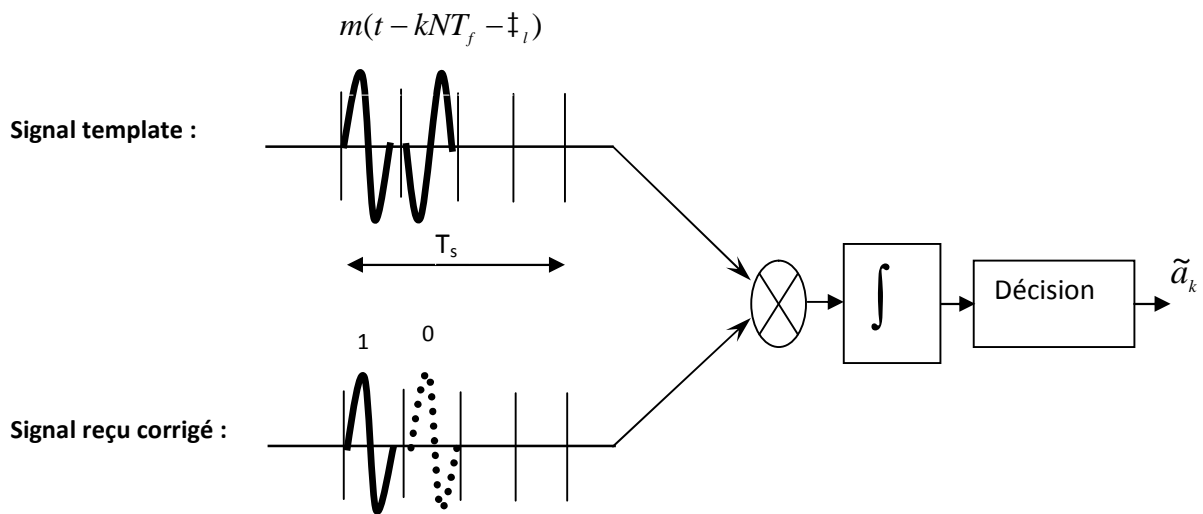 m(t − kNT_f − ‡_l)
Signal template :
T_s
∫
Décision
ã_k
1 0
Signal reçu corrigé :